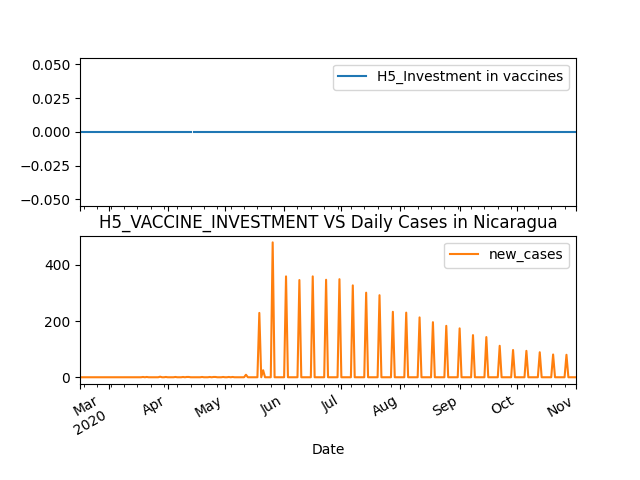 0.050
0.025
0.000
−0.025
−0.050
H5_Investment in vaccines
H5_VACCINE_INVESTMENT VS Daily Cases in Nicaragua
400
200
0
new_cases
Mar
2020
Apr
May
Jun
Jul
Aug
Sep
Oct
Nov
Date